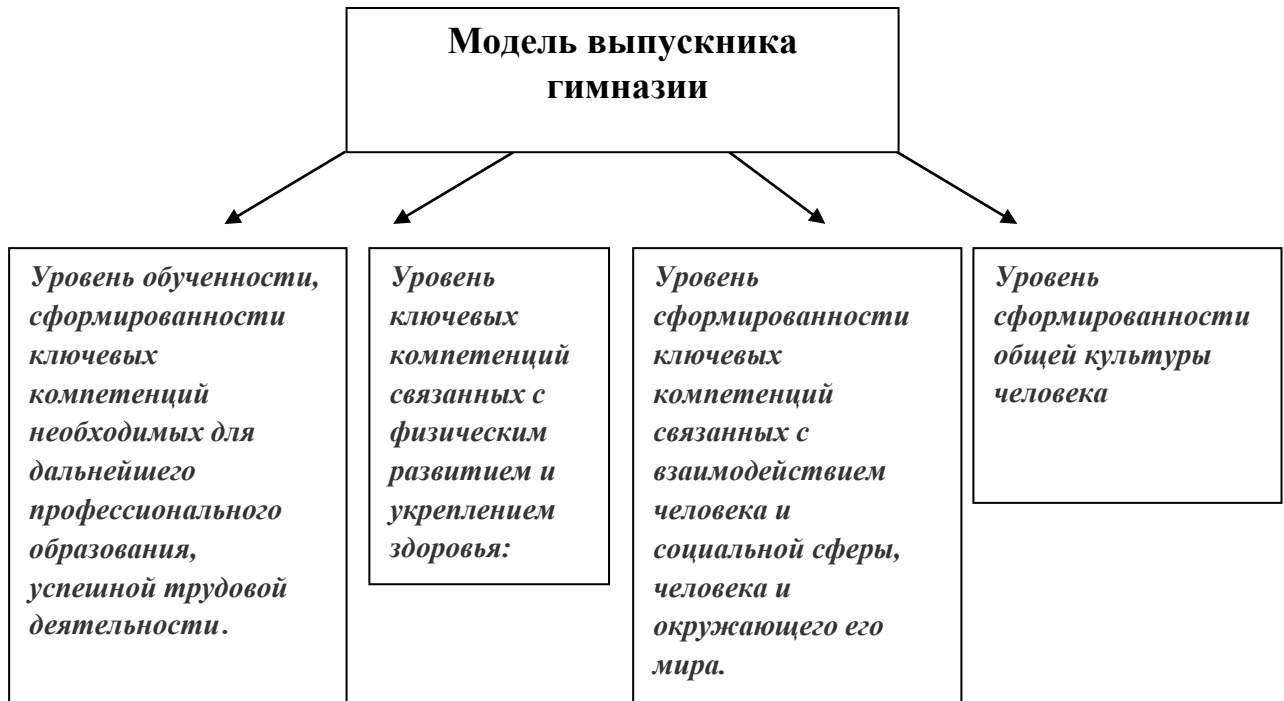 Модель выпускника
гимназии
Уровень обученности,
сформированности
ключевых
компетенций
необходимых для
дальнейшего
профессионального
образования,
успешной трудовой
деятельности.
Уровень
ключевых
компетенций
связанных с
физическим
развитием и
укреплением
здоровья:
Уровень
сформированности
ключевых
компетенций
связанных с
взаимодействием
человека и
социальной сферы,
человека и
окружающего его
мира.
Уровень
сформированности
общей культуры
человека